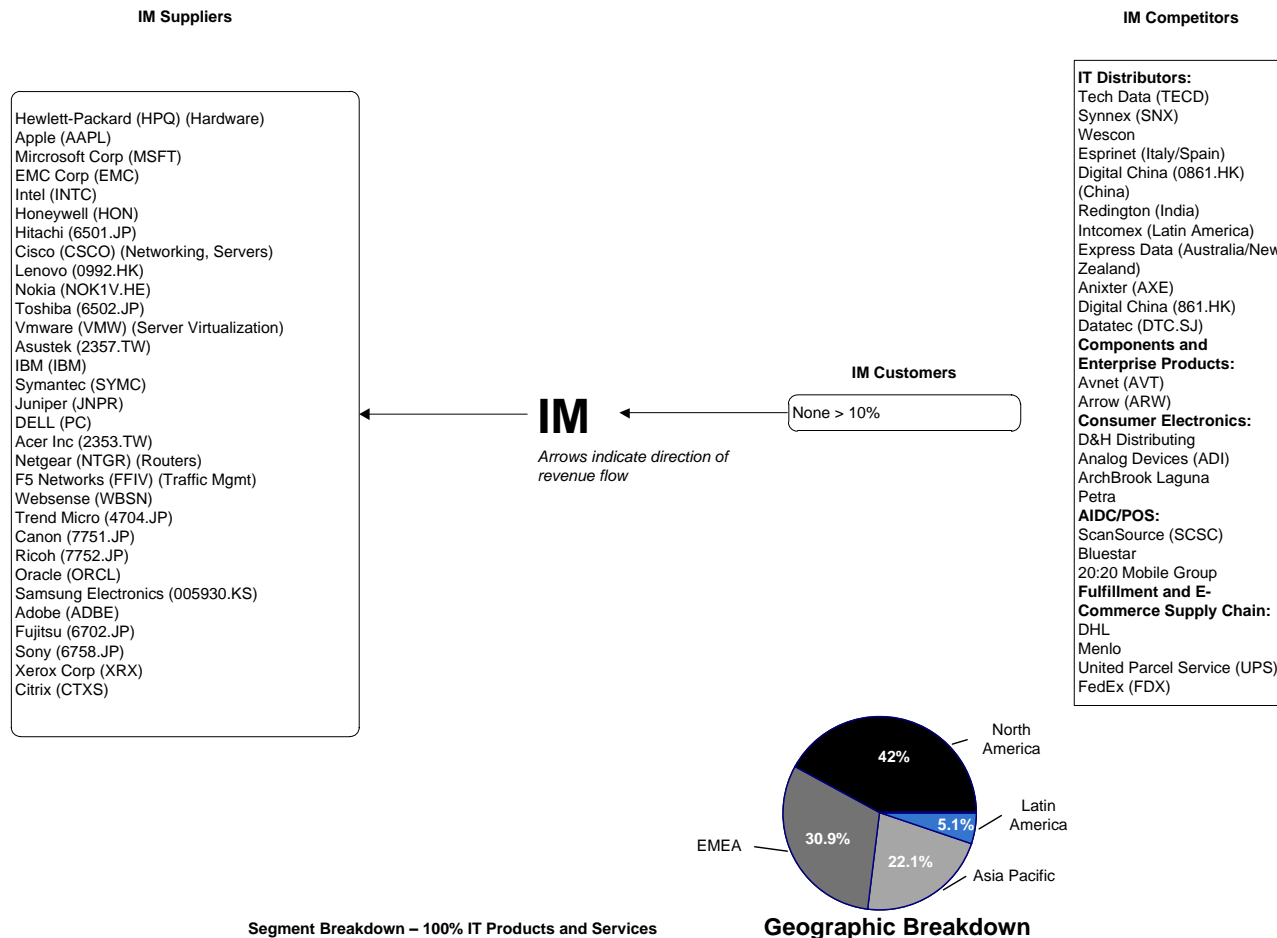 IM Suppliers
Hewlett-Packard (HPQ) (Hardware)
Apple (AAPL)
Mircrosoft Corp (MSFT)
EMC Corp (EMC)
Intel (INTC)
Honeywell (HON)
Hitachi (6501.JP)
Cisco (CSCO) (Networking, Servers)
Lenovo (0992.HK)
Nokia (NOK1V.HE)
Toshiba (6502.JP)
Vmware (VMW) (Server Virtualization)
Asustek (2357.TW)
IBM (IBM)
Symantec (SYMC)
Juniper (JNPR)
DELL (PC)
Acer Inc (2353.TW)
Netgear (NTGR) (Routers)
F5 Networks (FFIV) (Traffic Mgmt)
Websense (WBSN)
Trend Micro (4704.JP)
Canon (7751.JP)
Ricoh (7752.JP)
Oracle (ORCL)
Samsung Electronics (005930.KS)
Adobe (ADBE)
Fujitsu (6702.JP)
Sony (6758.JP)
Xerox Corp (XRX)
Citrix (CTXS)
IM
Arrows indicate direction of
revenue flow
IM Customers
None > 10%
IM Competitors
IT Distributors:
Tech Data (TECD)
Synnex (SNX)
Wescon
Esprinet (Italy/Spain)
Digital China (0861.HK)
(China)
Redington (India)
Intcomex (Latin America)
Express Data (Australia/New
Zealand)
Anixter (AXE)
Digital China (861.HK)
Datatec (DTC.SJ)
Components and
Enterprise Products:
Avnet (AVT)
Arrow (ARW)
Consumer Electronics:
D&H Distributing
Analog Devices (ADI)
ArchBrook Laguna
Petra
AIDC/POS:
ScanSource (SCSC)
Bluestar
20:20 Mobile Group
Fulfillment and E-
Commerce Supply Chain:
DHL
Menlo
United Parcel Service (UPS)
FedEx (FDX)
North
America
42%
Latin
America
5.1%
EMEA
30.9%
22.1%
Asia Pacific
Segment Breakdown – 100% IT Products and Services
Geographic Breakdown